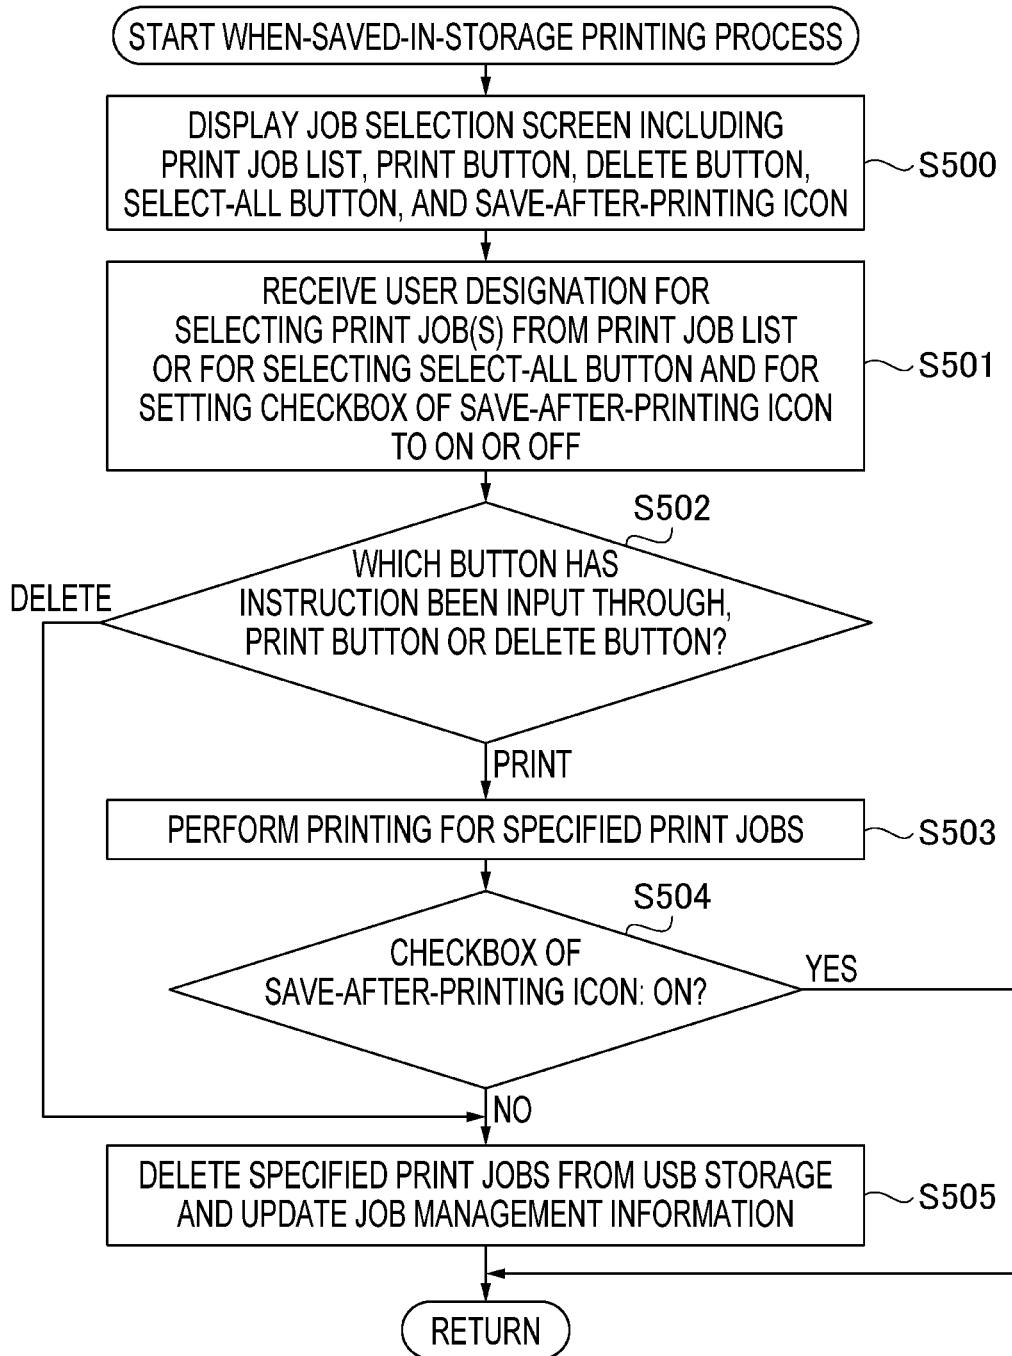 START WHEN-SAVED-IN-STORAGE PRINTING PROCESS
DISPLAY JOB SELECTION SCREEN INCLUDING
PRINT JOB LIST, PRINT BUTTON, DELETE BUTTON,
SELECT-ALL BUTTON, AND SAVE-AFTER-PRINTING ICON
S500
RECEIVE USER DESIGNATION FOR
SELECTING PRINT JOB(S) FROM PRINT JOB LIST
OR FOR SELECTING SELECT-ALL BUTTON AND FOR
SETTING CHECKBOX OF SAVE-AFTER-PRINTING ICON
TO ON OR OFF
S501
S502
WHICH BUTTON HAS
INSTRUCTION BEEN INPUT THROUGH,
PRINT BUTTON OR DELETE BUTTON?
DELETE
PRINT
PERFORM PRINTING FOR SPECIFIED PRINT JOBS
S503
S504
CHECKBOX OF
SAVE-AFTER-PRINTING ICON: ON?
YES
NO
DELETE SPECIFIED PRINT JOBS FROM USB STORAGE
AND UPDATE JOB MANAGEMENT INFORMATION
S505
RETURN